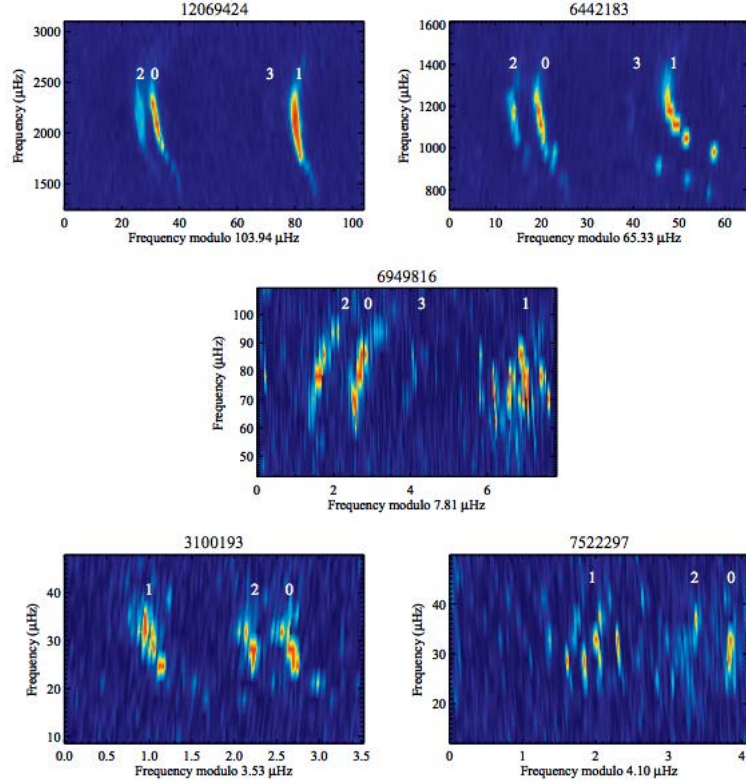 12069424
3000
2500
2000
1500
Frequency (μHz)
2 0 3 1
0 20 40 60 80 100
Frequency modulo 103.94 μHz
6442183
1600
1400
1200
1000
800
Frequency (μHz)
2 0 3 1
0 10 20 30 40 50 60
Frequency modulo 65.33 μHz
6949816
100
90
80
70
60
50
Frequency (μHz)
2 0 3 1
0 2 4 6
Frequency modulo 7.81 μHz
3100193
40
30
20
10
Frequency (μHz)
1 2 0
0.0 0.5 1.0 1.5 2.0 2.5 3.0 3.5
Frequency modulo 3.53 μHz
7522297
40
30
20
Frequency (μHz)
1 2 0
0 1 2 3 4
Frequency modulo 4.10 μHz